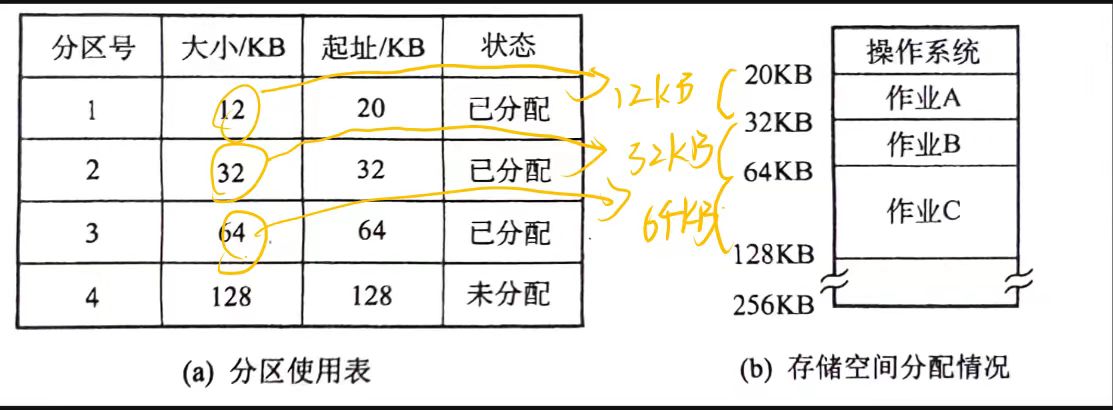 分区号 大小/KB 起址/KB 状态
1 12 20 已分配
2 32 32 已分配
3 64 64 已分配
4 128 128 未分配
(a) 分区使用表
12KB
32KB
64KB
操作系统
20KB
作业A
32KB
作业B
64KB
作业C
128KB
256KB
(b) 存储空间分配情况